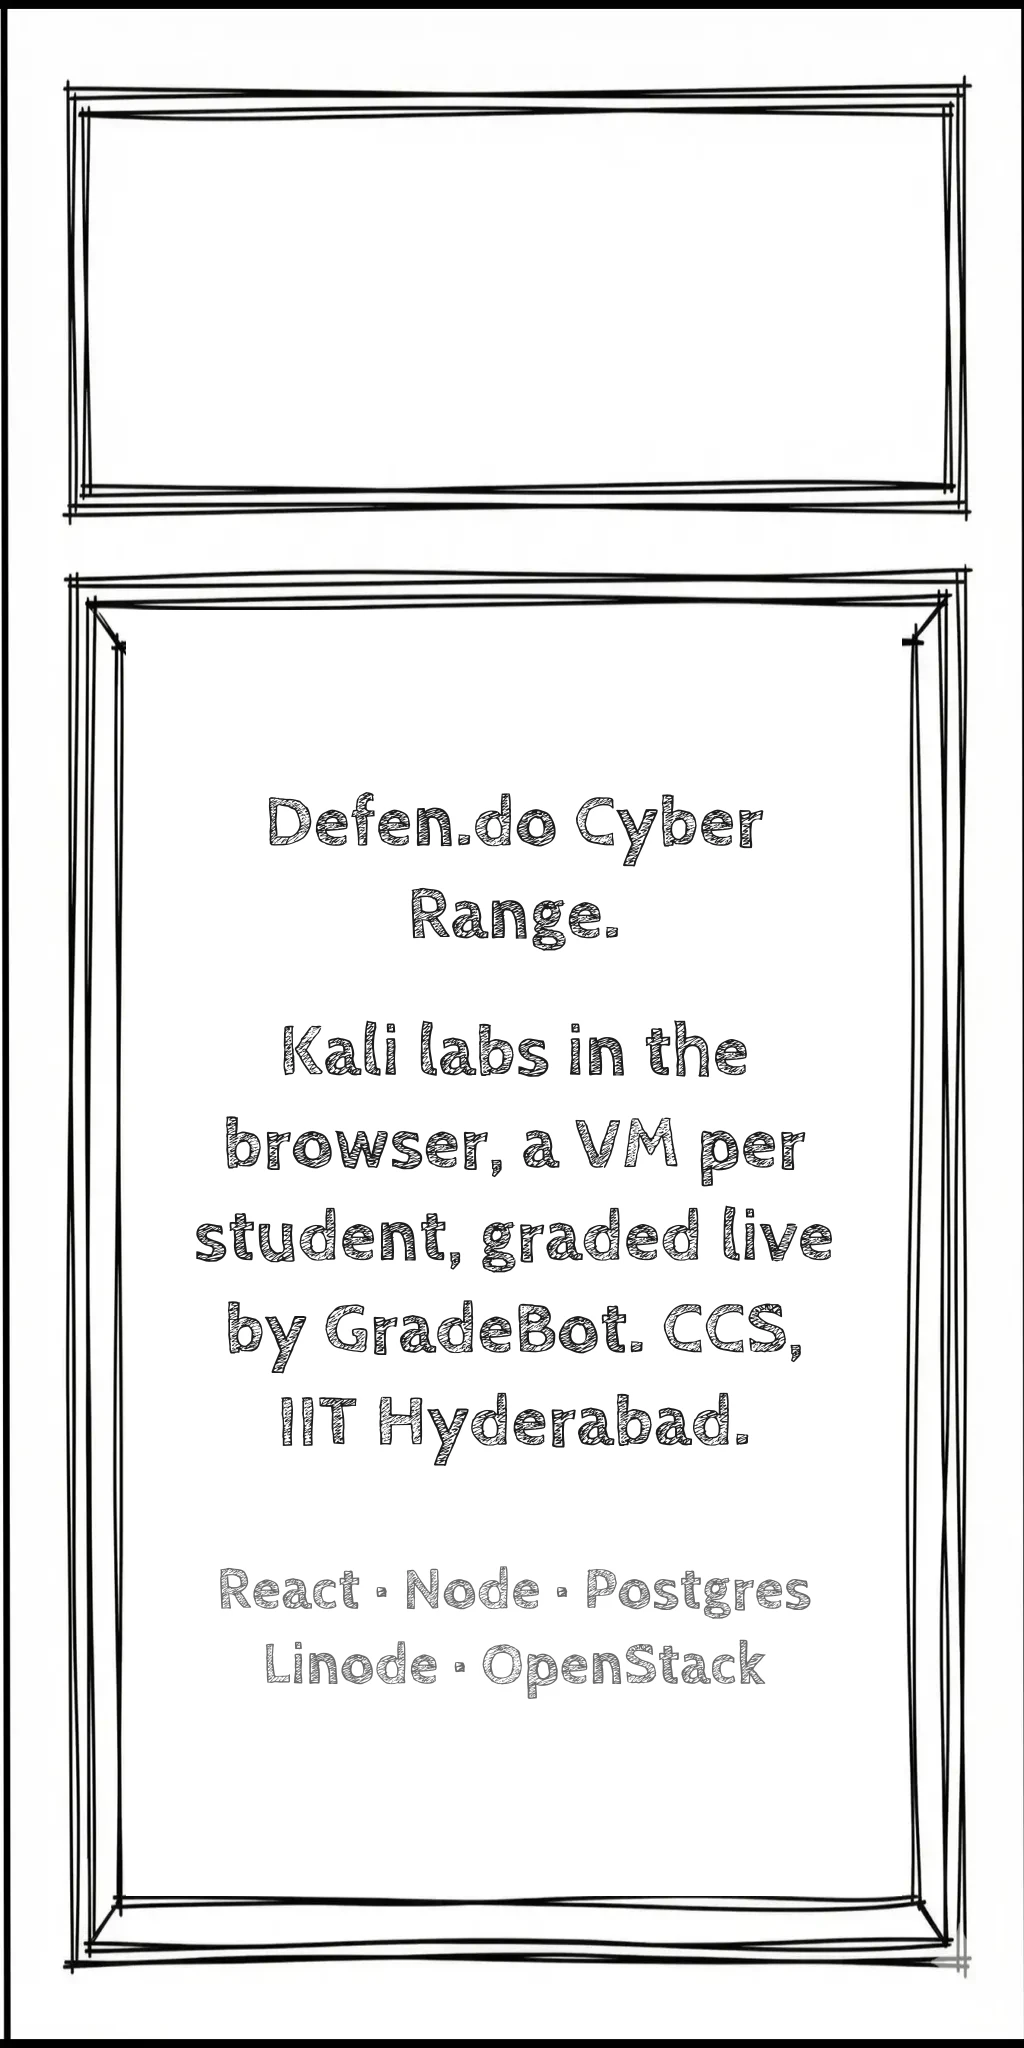 Defen.do Cyber
Range.
Kali labs in the
browser, a VM per
student, graded live
by GradeBot. CCS,
IIT Hyderabad.
React · Node · Postgres
Linode · OpenStack